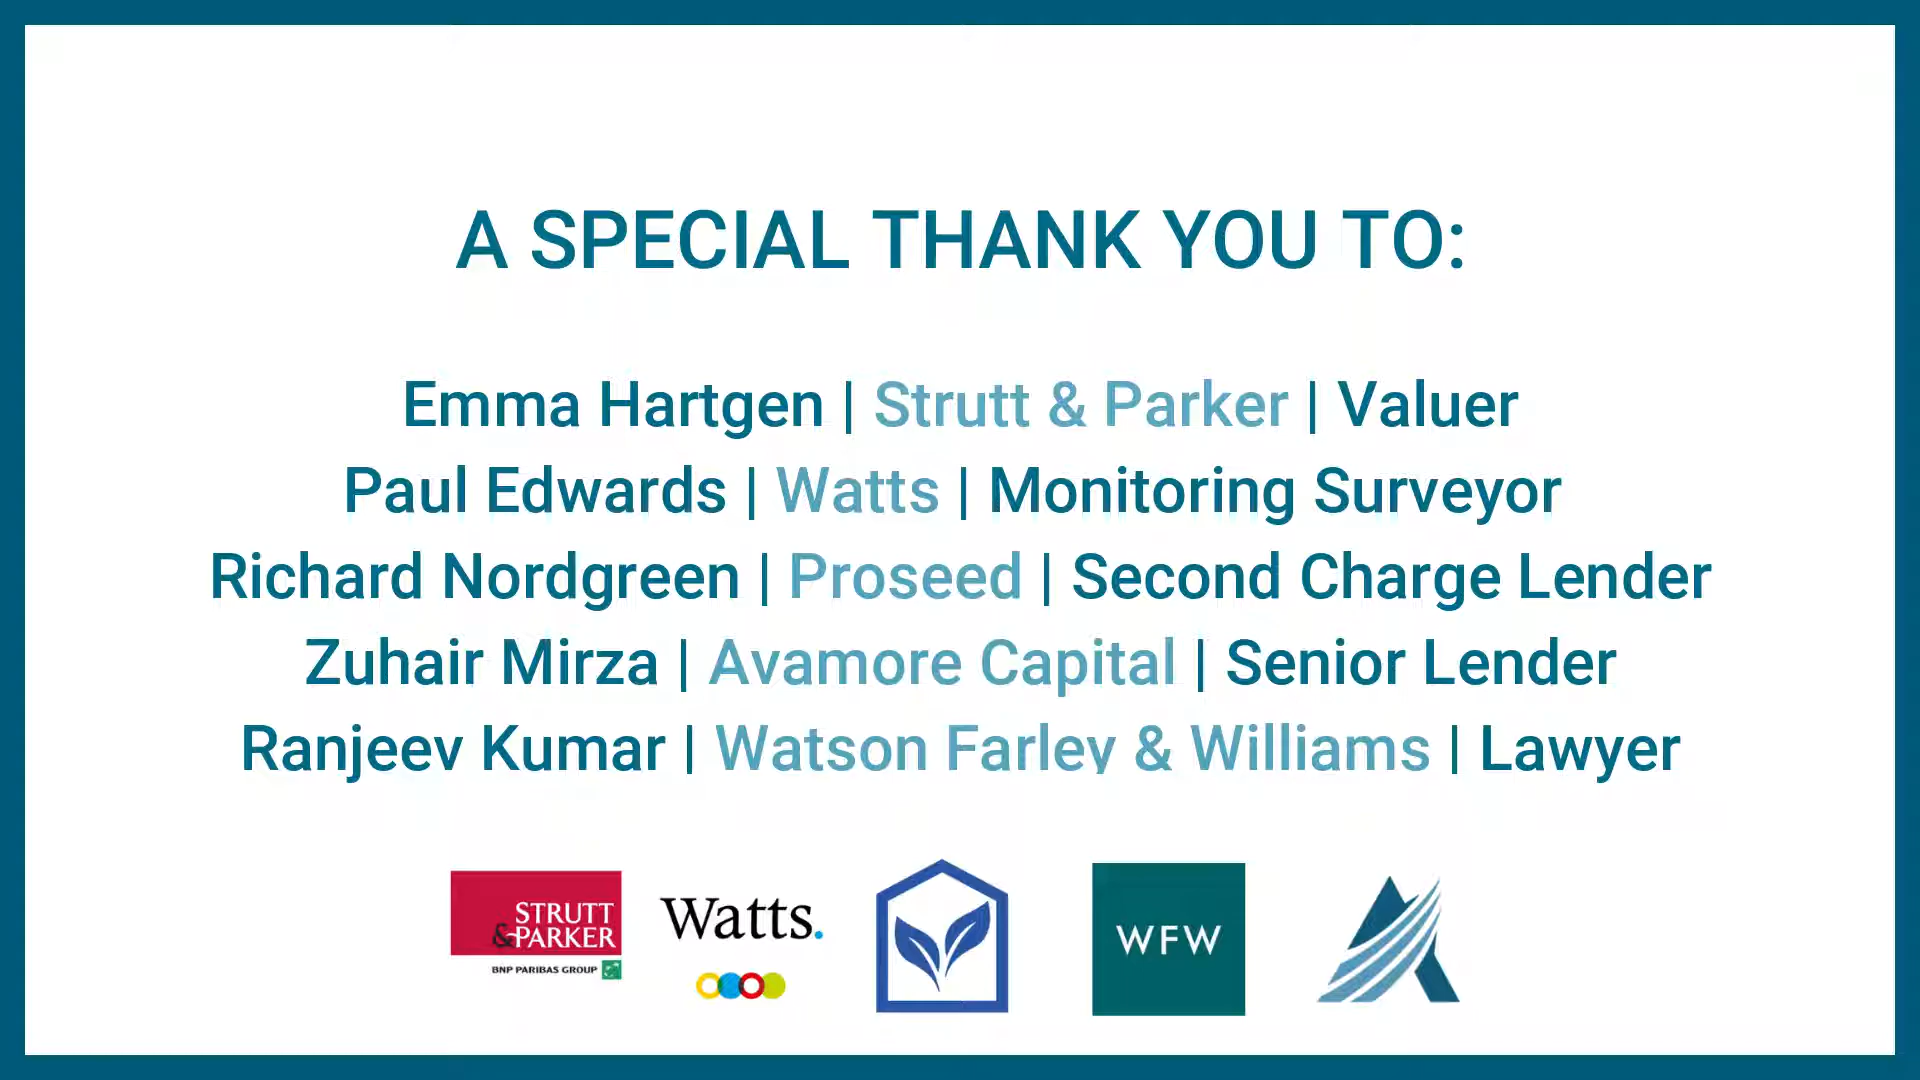 A SPECIAL THANK YOU TO:
Emma Hartgen | Strutt & Parker | Valuer
Paul Edwards | Watts | Monitoring Surveyor
Richard Nordgreen | Proseed | Second Charge Lender
Zuhair Mirza | Avamore Capital | Senior Lender
Ranjeev Kumar | Watson Farley & Williams | Lawyer
STRUTT
&PARKER
BNP PARIBAS GROUP
Watts.
WFW